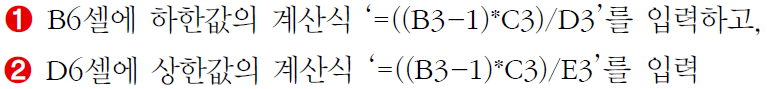 ❶ B6셀에 하한값의 계산식 ‘=((B3-1)*C3)/D3’를 입력하고,
❷ D6셀에 상한값의 계산식 ‘=((B3-1)*C3)/E3’를 입력